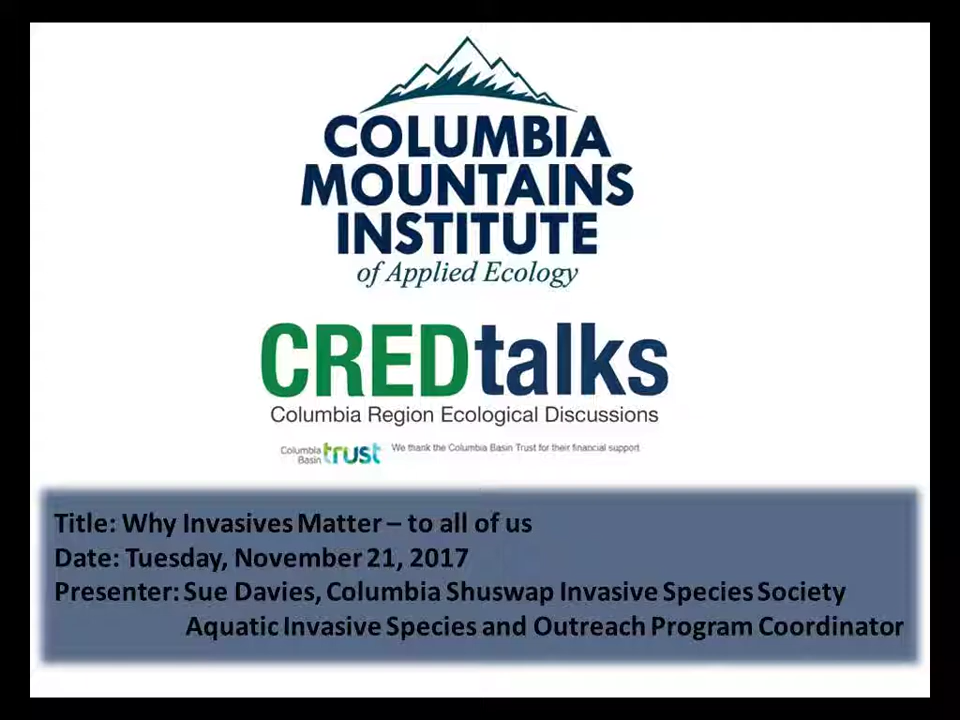 COLUMBIA
MOUNTAINS
INSTITUTE
of Applied Ecology
CREDtalks
Columbia Region Ecological Discussions
Columbia
Basin trust
We thank the Columbia Basin Trust for their financial support
Title: Why Invasives Matter – to all of us
Date: Tuesday, November 21, 2017
Presenter: Sue Davies, Columbia Shuswap Invasive Species Society
Aquatic Invasive Species and Outreach Program Coordinator